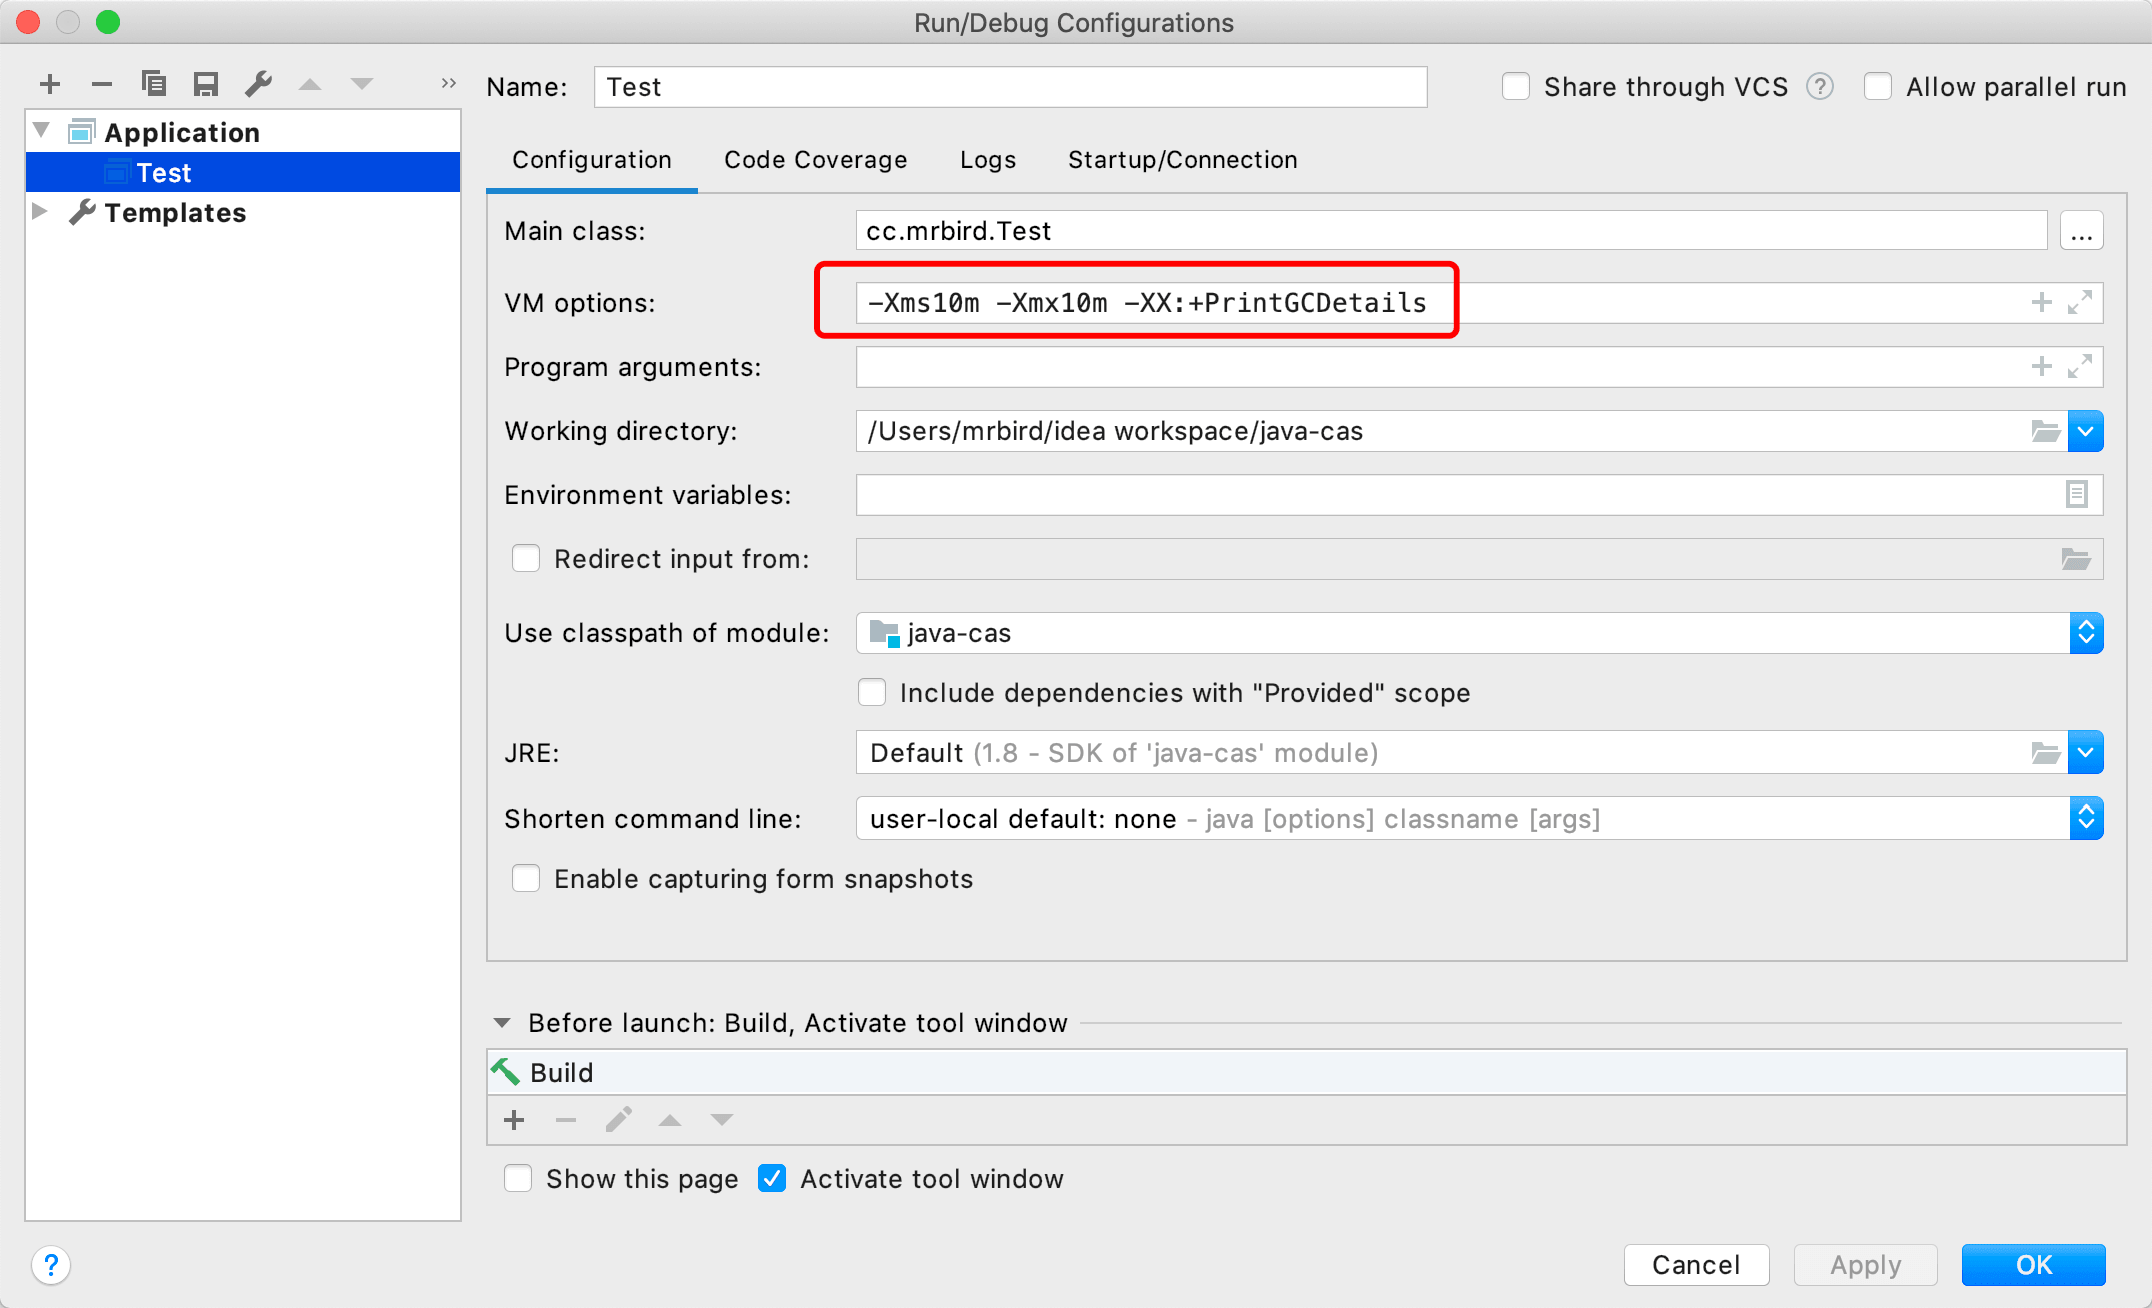 Run/Debug Configurations
Name: Test
Share through VCS ?
Allow parallel run
Application
Test
Templates
Configuration
Code Coverage
Logs
Startup/Connection
Main class: cc.mrbird.Test ...
VM options: -Xms10m -Xmx10m -XX:+PrintGCDetails
Program arguments:
Working directory: /Users/mrbird/idea workspace/java-cas
Environment variables:
Redirect input from:
Use classpath of module: java-cas
Include dependencies with "Provided" scope
JRE: Default (1.8 - SDK of 'java-cas' module)
Shorten command line: user-local default: none - java [options] classname [args]
Enable capturing form snapshots
Before launch: Build, Activate tool window
Build
Show this page
Activate tool window
?
Cancel
Apply
OK